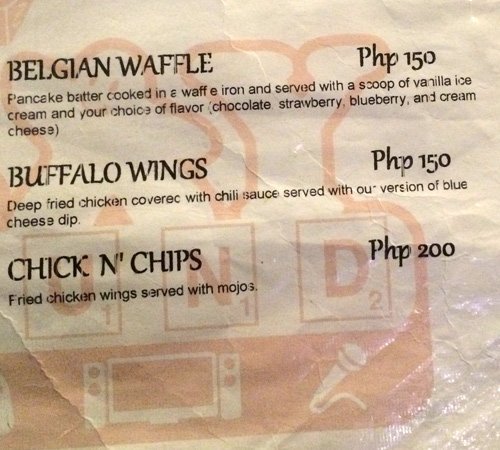 BELGIAN WAFFLE Php 150
Pancake batter cooked in a waffle iron and served with a scoop of vanilla ice
cream and your choice of flavor (chocolate, strawberry, blueberry, and cream
cheese)
BUFFALO WINGS Php 150
Deep fried chicken covered with chili sauce served with our version of blue
cheese dip.
CHICK N' CHIPS Php 200
Fried chicken wings served with mojos.
U 1 N 1 D 2